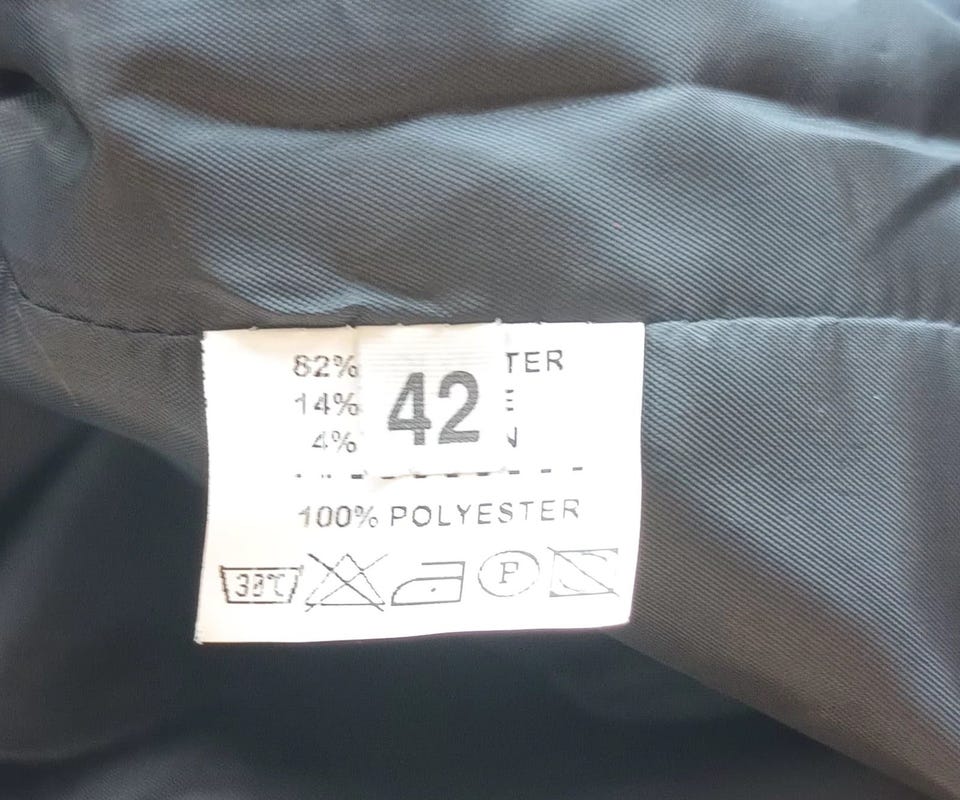 82% TER
42
14% E
4% N
100% POLYESTER
30℃ P